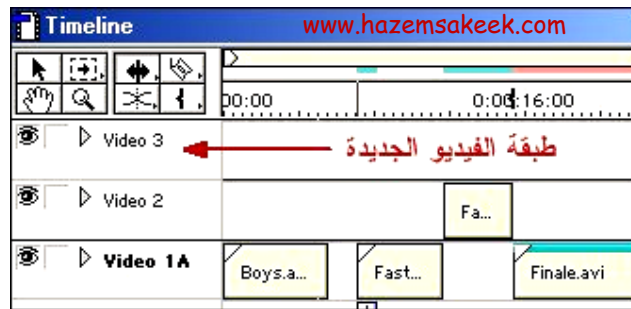 Timeline www.hazemsakeek.com
00:00 0:00:16:00
Video 3 طبقة الفيديو الجديدة
Video 2 Fa...
Video 1A Boys.a... Fast... Finale.avi